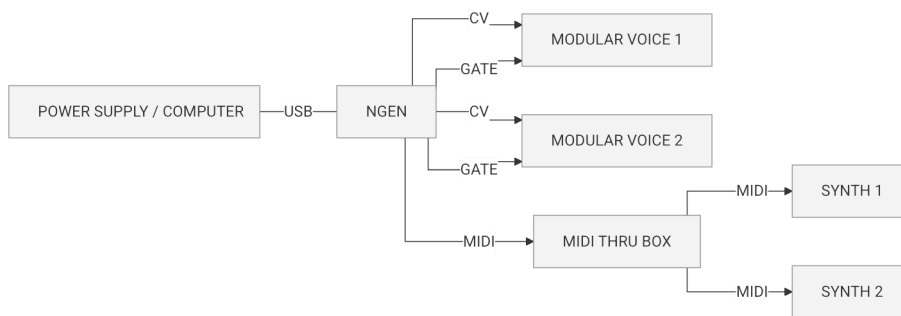 CV
MODULAR VOICE 1
GATE
POWER SUPPLY / COMPUTER
USB
NGEN
CV
MODULAR VOICE 2
GATE
MIDI
SYNTH 1
MIDI
MIDI THRU BOX
MIDI
SYNTH 2